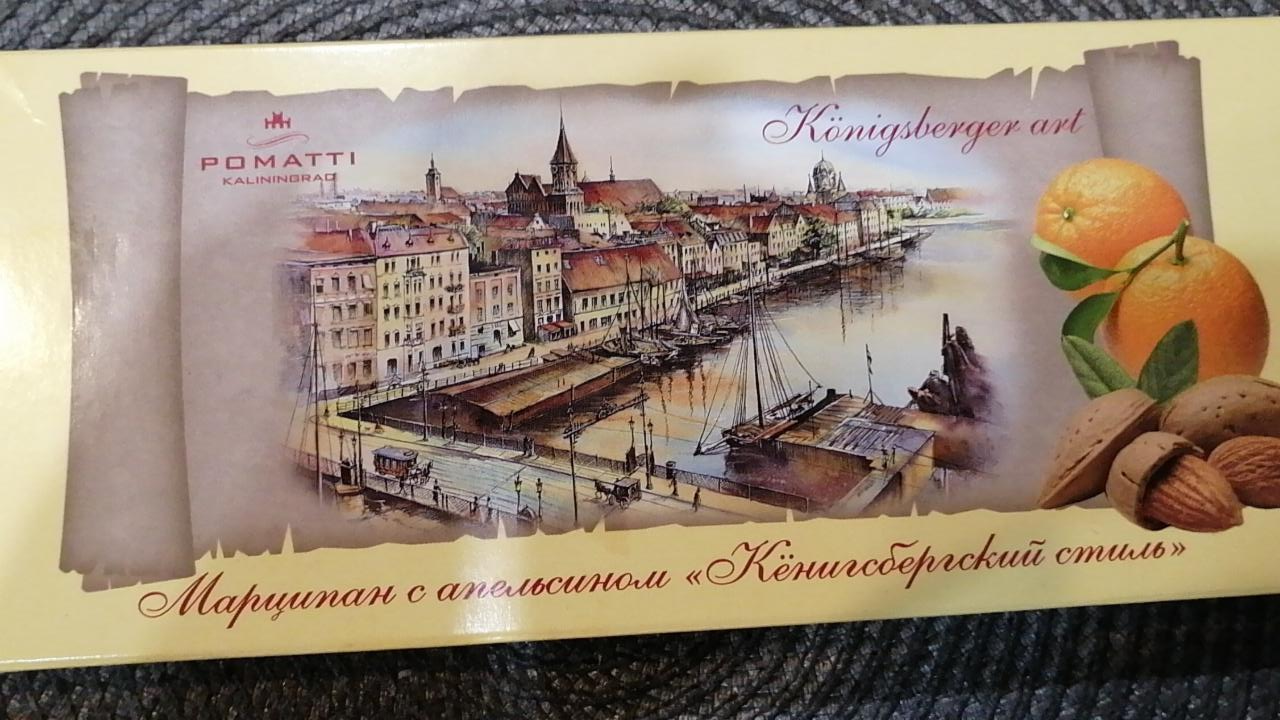 Königsberger art
POMATTI
KALININGRAD
Марципан с апельсином «Кёнигсбергский стиль»